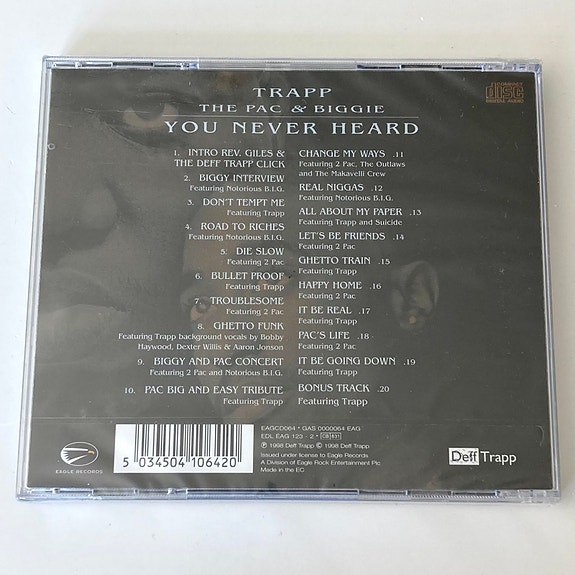 TRAPP
THE PAC & BIGGIE
YOU NEVER HEARD
COMPACT
DISC
DIGITAL AUDIO
1. INTRO REV. GILES &
THE DEFF TRAPP CLICK
2. BIGGY INTERVIEW
Featuring Notorious B.I.G.
3. DON'T TEMPT ME
Featuring Trapp
4. ROAD TO RICHES
Featuring Notorious B.I.G.
5. DIE SLOW
Featuring 2 Pac
6. BULLET PROOF
Featuring Trapp
7. TROUBLESOME
Featuring 2 Pac
8. GHETTO FUNK
Featuring Trapp background vocals by Bobby
Haywood, Dexter Willis & Aaron Jonson
9. BIGGY AND PAC CONCERT
Featuring 2 Pac and Notorious B.I.G.
10. PAC BIG AND EASY TRIBUTE
Featuring Trapp
CHANGE MY WAYS .11
Featuring 2 Pac, The Outlaws
and The Makavelli Crew
REAL NIGGAS .12
Featuring Notorious B.I.G.
ALL ABOUT MY PAPER .13
Featuring Trapp and Suicide
LET'S BE FRIENDS .14
Featuring 2 Pac
GHETTO TRAIN .15
Featuring Trapp
HAPPY HOME .16
Featuring 2 Pac
IT BE REAL .17
Featuring Trapp
PAC'S LIFE .18
Featuring 2 Pac
IT BE GOING DOWN .19
Featuring Trapp
BONUS TRACK .20
Featuring Trapp
EAGLE RECORDS
5 034504 106420
EAGCD064 • GAS 0000064 EAG
EDL EAG 123 - 2 •
℗ 1998 Deff Trapp © 1998 Deff Trapp
Issued under license to Eagle Records
A Division of Eagle Rock Entertainment Plc
Made in the EC
Deff Trapp